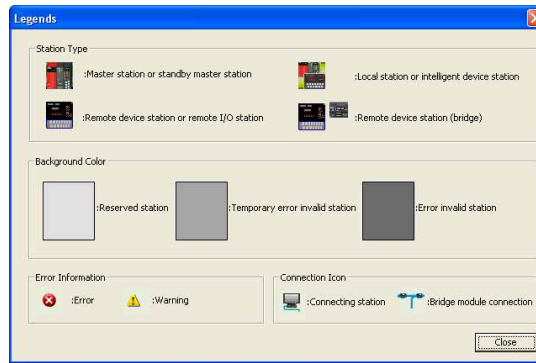 Legends
Station Type
:Master station or standby master station
:Local station or intelligent device station
:Remote device station or remote I/O station
:Remote device station (bridge)
Background Color
:Reserved station
:Temporary error invalid station
:Error invalid station
Error Information
:Error
:Warning
Connection Icon
:Connecting station
:Bridge module connection
Close